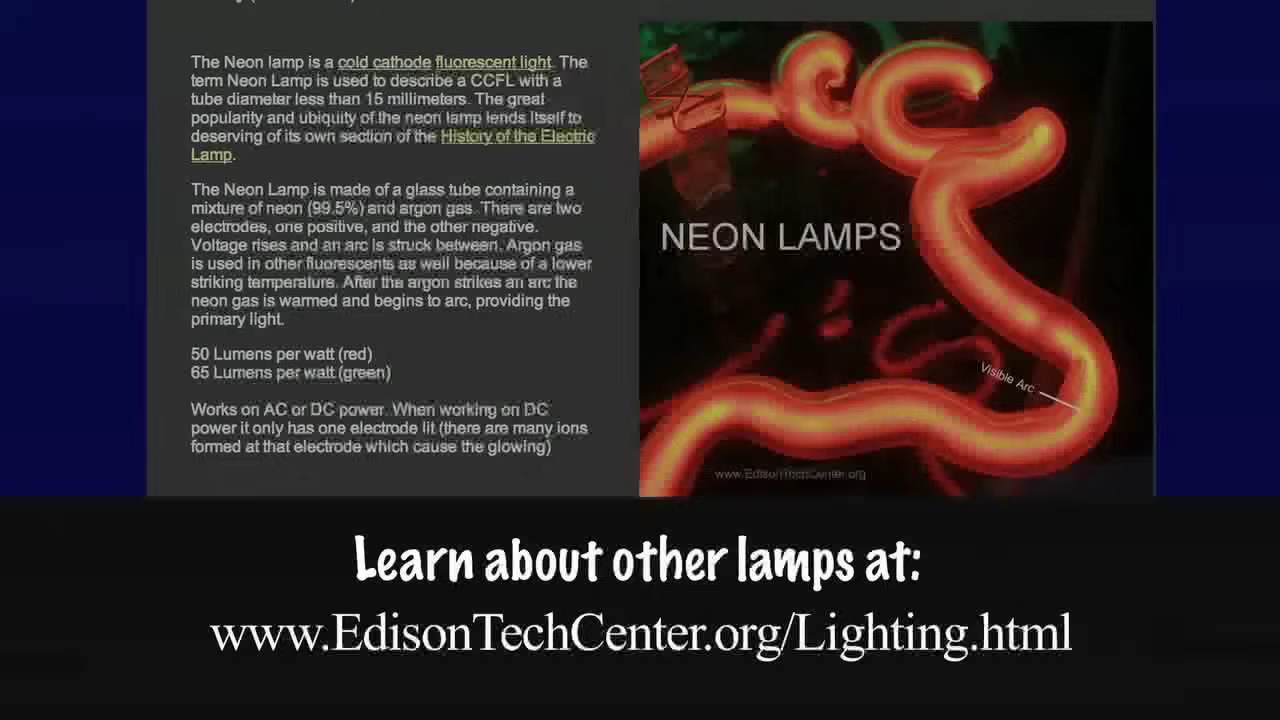 The Neon lamp is a cold cathode fluorescent light. The
term Neon Lamp is used to describe a CCFL with a
tube diameter less than 15 millimeters. The great
popularity and ubiquity of the neon lamp lends itself to
deserving of its own section of the History of the Electric
Lamp.
The Neon Lamp is made of a glass tube containing a
mixture of neon (99.5%) and argon gas. There are two
electrodes, one positive, and the other negative.
Voltage rises and an arc is struck between. Argon gas
is used in other fluorescents as well because of a lower
striking temperature. After the argon strikes an arc the
neon gas is warmed and begins to arc, providing the
primary light.
50 Lumens per watt (red)
65 Lumens per watt (green)
Works on AC or DC power. When working on DC
power it only has one electrode lit (there are many ions
formed at that electrode which cause the glowing)
NEON LAMPS
Visible Arc
www.EdisonTechCenter.org
Learn about other lamps at:
www.EdisonTechCenter.org/Lighting.html